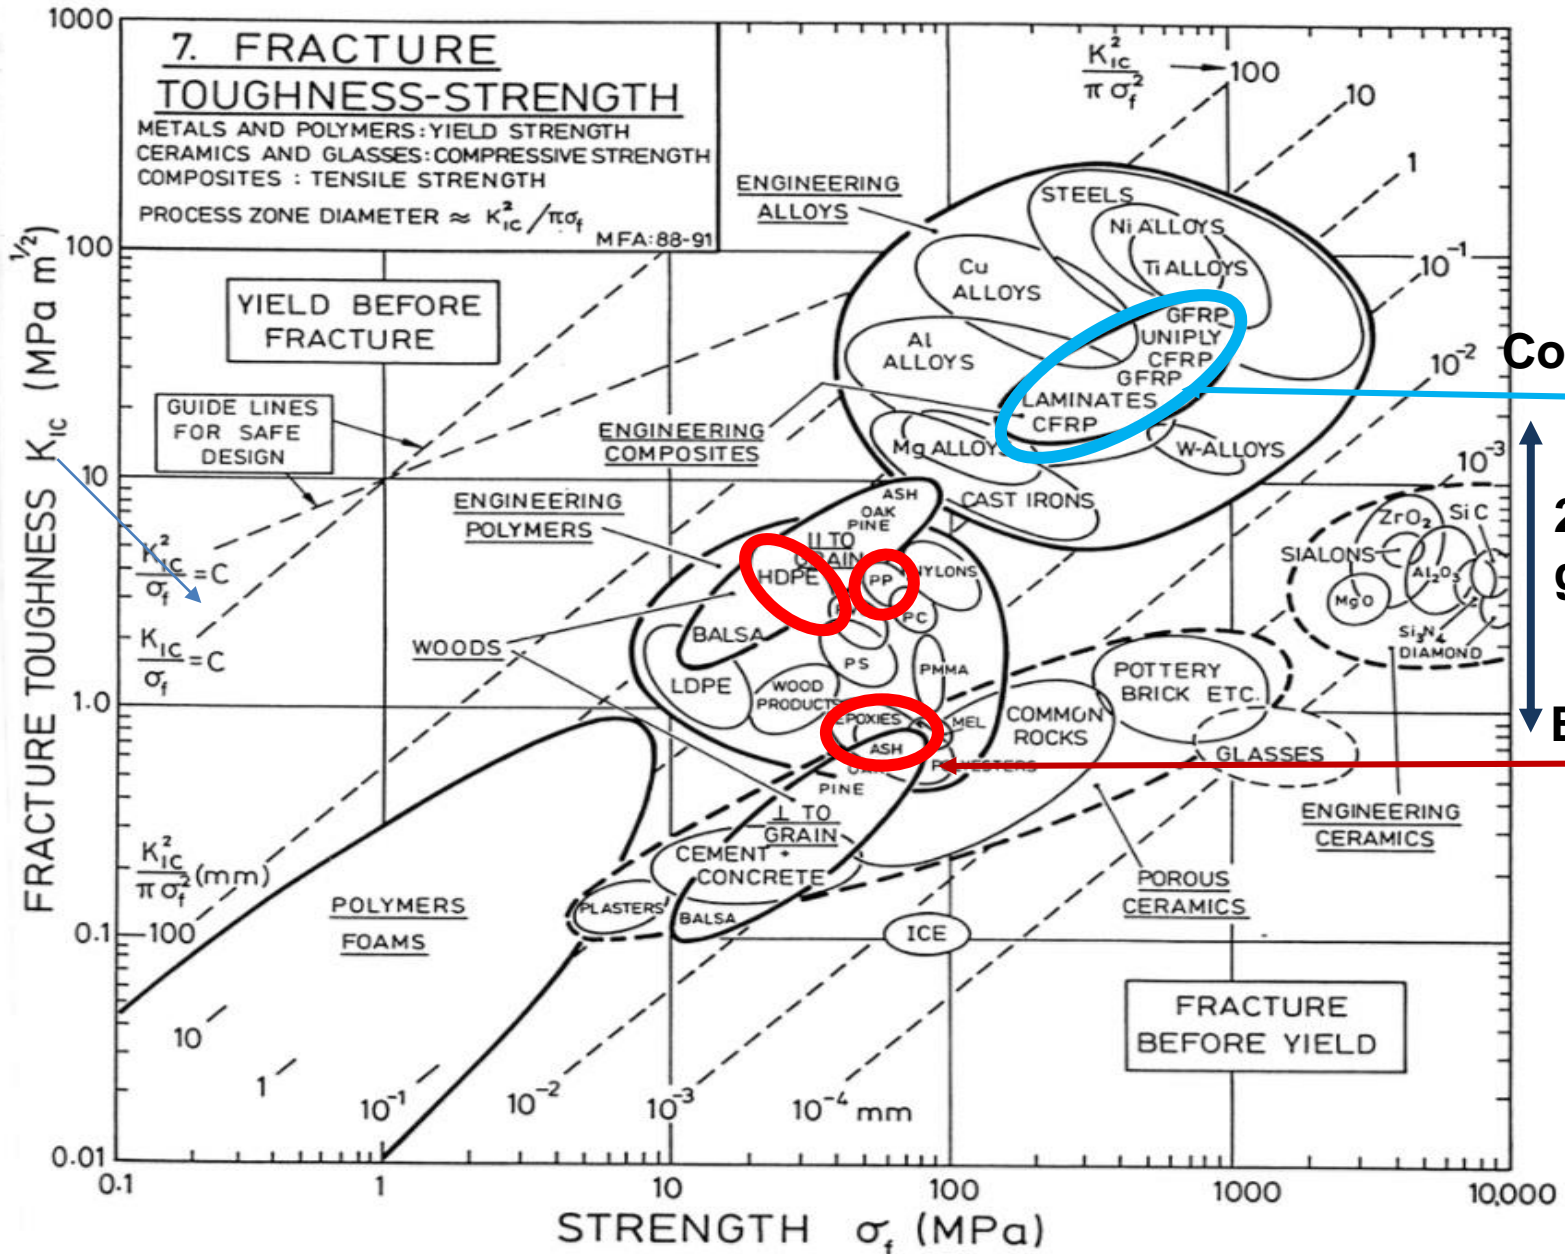 1000
7. FRACTURE
TOUGHNESS-STRENGTH
METALS AND POLYMERS: YIELD STRENGTH
CERAMICS AND GLASSES: COMPRESSIVE STRENGTH
COMPOSITES : TENSILE STRENGTH
PROCESS ZONE DIAMETER ≈ K²IC/πσf
MFA: 88-91
K²IC/πσ²f → 100
10
1
10⁻¹
10⁻²
10⁻³
ENGINEERING
ALLOYS
STEELS
Ni ALLOYS
Ti ALLOYS
Cu
ALLOYS
Al
ALLOYS
GFRP
UNIPLY
CFRP
GFRP
LAMINATES
CFRP
Co
100
YIELD BEFORE
FRACTURE
GUIDE LINES
FOR SAFE
DESIGN
ENGINEERING
COMPOSITES
Mg ALLOYS
W-ALLOYS
CAST IRONS
10
ENGINEERING
POLYMERS
ASH
OAK
PINE
|| TO
GRAIN
HDPE
PP
NYLONS
PC
ZrO₂
SiC
SIALONS
Al₂O₃
MgO
Si₃N₄
DIAMOND
2
K²IC/σf = C
KIC/σf = C
WOODS
BALSA
PS
PMMA
LDPE
WOOD
PRODUCTS
POTTERY
BRICK ETC.
1.0
EPOXIES
MEL
COMMON
ROCKS
ASH
OAK
POLYESTERS
PINE
GLASSES
⊥ TO
GRAIN
ENGINEERING
CERAMICS
CEMENT +
CONCRETE
K²IC/πσ²f (mm)
POLYMERS
FOAMS
PLASTERS
BALSA
POROUS
CERAMICS
ICE
0.1
100
10
1
10⁻¹
10⁻²
10⁻³
10⁻⁴ mm
FRACTURE
BEFORE YIELD
0.01
FRACTURE TOUGHNESS KIC (MPa m^1/2)
0.1 1 10 100 1000 10,000
STRENGTH σf (MPa)